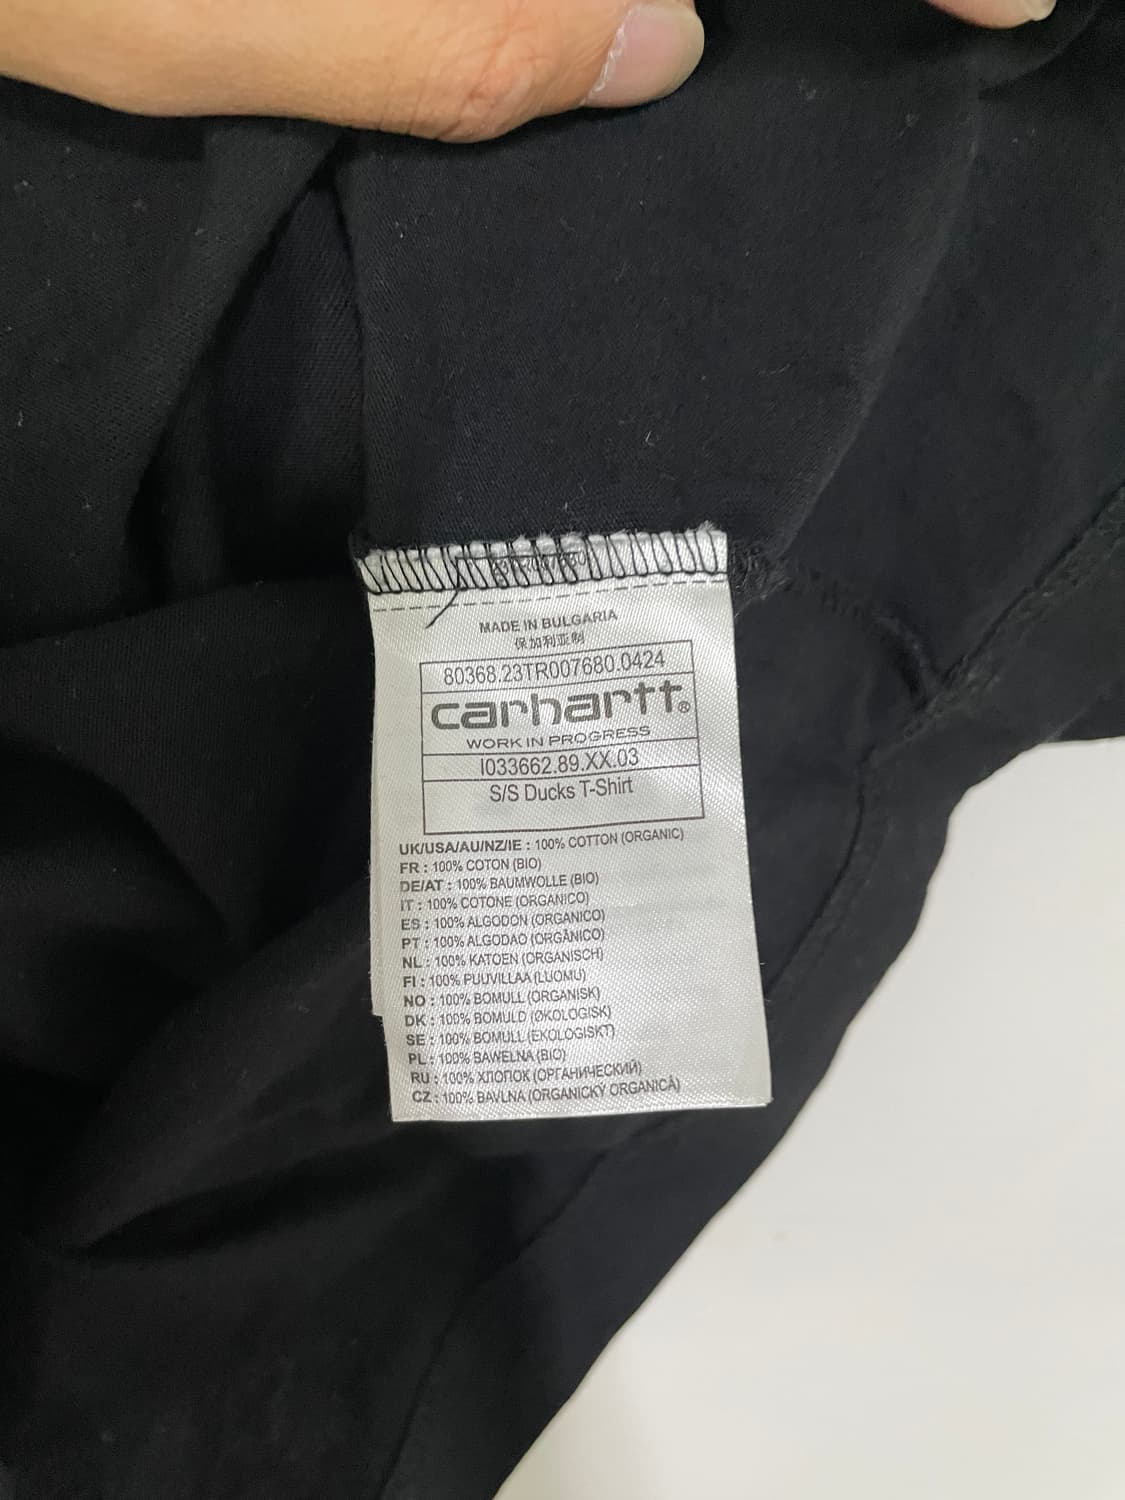 MADE IN BULGARIA
保加利亚制
80368.23TR007680.0424
carhartt®
WORK IN PROGRESS
I033662.89.XX.03
S/S Ducks T-Shirt
UK/USA/AU/NZ/IE : 100% COTTON (ORGANIC)
FR : 100% COTON (BIO)
DE/AT : 100% BAUMWOLLE (BIO)
IT : 100% COTONE (ORGANICO)
ES : 100% ALGODON (ORGANICO)
PT : 100% ALGODAO (ORGÂNICO)
NL : 100% KATOEN (ORGANISCH)
FI : 100% PUUVILLAA (LUOMU)
NO : 100% BOMULL (ORGANISK)
DK : 100% BOMULD (ØKOLOGISK)
SE : 100% BOMULL (EKOLOGISKT)
PL : 100% BAWELNA (BIO)
RU : 100% ХЛОПОК (ОРГАНИЧЕСКИЙ)
CZ : 100% BAVLNA (ORGANICKÝ ORGANICÁ)